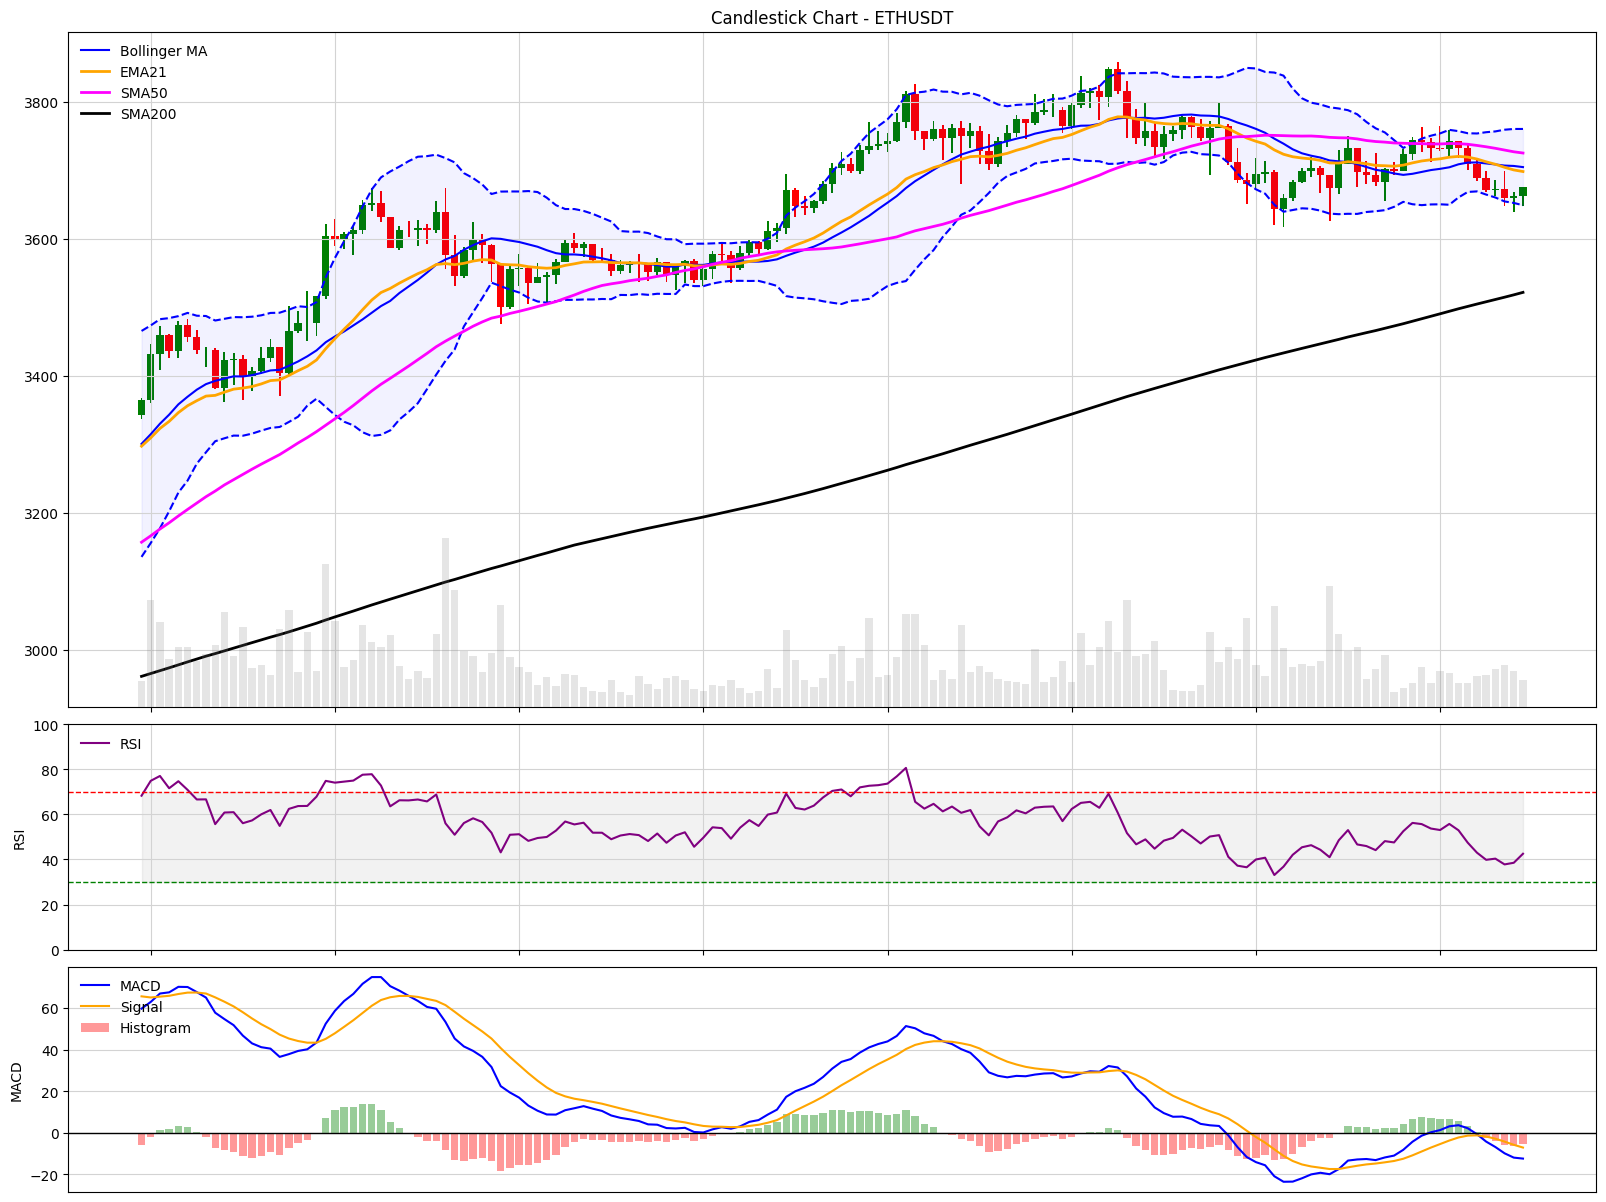 Candlestick Chart - ETHUSDT
Bollinger MA
EMA21
SMA50
SMA200
3800
3600
3400
3200
3000
RSI
100
80
60
40
20
0
RSI
MACD
Signal
Histogram
60
40
20
0
−20
MACD